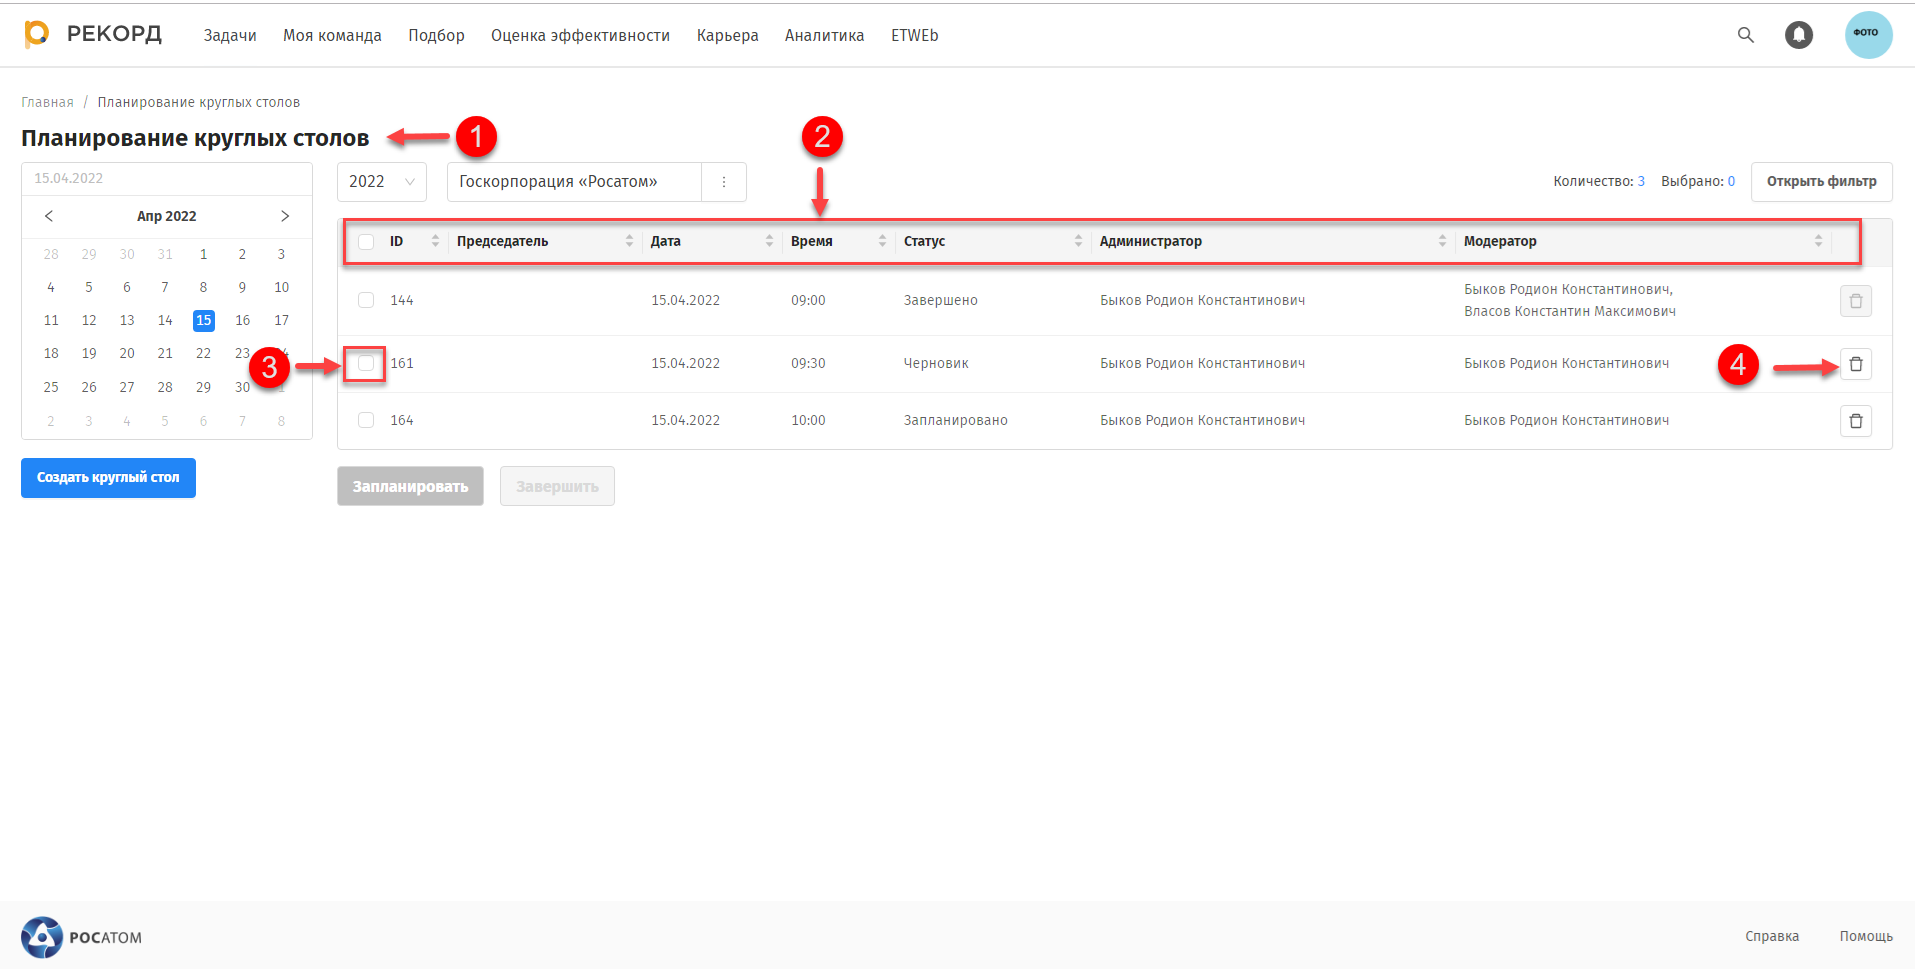 РЕКОРД Задачи Моя команда Подбор Оценка эффективности Карьера Аналитика ETWEb ФОТО
Главная / Планирование круглых столов
Планирование круглых столов 1 2
15.04.2022 2022 Госкорпорация «Росатом» Количество: 3 Выбрано: 0 Открыть фильтр
Апр 2022
ID Председатель Дата Время Статус Администратор Модератор
28 29 30 31 1 2 3
4 5 6 7 8 9 10
11 12 13 14 15 16 17
18 19 20 21 22 23
25 26 27 28 29 30 1
2 3 4 5 6 7 8
144 15.04.2022 09:00 Завершено Быков Родион Константинович Быков Родион Константинович,
Власов Константин Максимович
3 161 15.04.2022 09:30 Черновик Быков Родион Константинович Быков Родион Константинович 4
164 15.04.2022 10:00 Запланировано Быков Родион Константинович Быков Родион Константинович
Создать круглый стол Запланировать Завершить
РОСАТОМ Справка Помощь